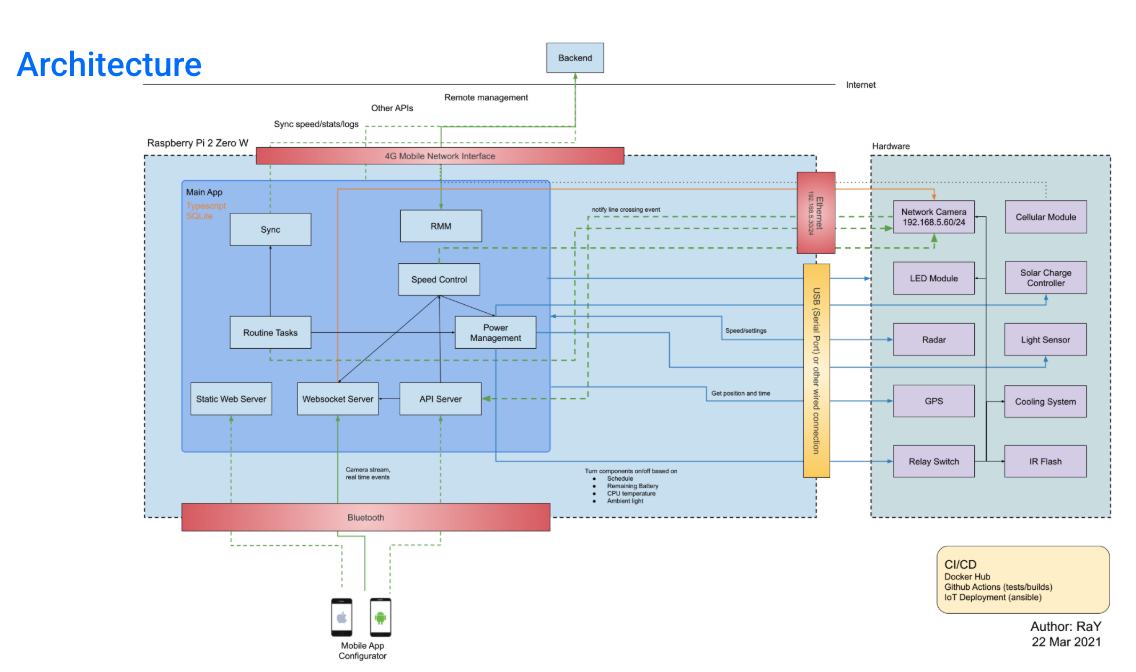 Architecture
Backend
Internet
Remote management
Other APIs
Sync speed/stats/logs
Raspberry Pi 2 Zero W
4G Mobile Network Interface
Hardware
Main App
Typescript
SQLite
Sync
RMM
notify line crossing event
Ethernet
192.168.5.30/24
Network Camera
192.168.5.60/24
Cellular Module
Speed Control
LED Module
Solar Charge
Controller
Routine Tasks
Power
Management
Speed/settings
USB (Serial Port) or other wired connection
Radar
Light Sensor
Static Web Server
Websocket Server
API Server
Get position and time
GPS
Cooling System
Relay Switch
IR Flash
Camera stream,
real time events
Turn components on/off based on
● Schedule
● Remaining Battery
● CPU temperature
● Ambient light
Bluetooth
CI/CD
Docker Hub
Github Actions (tests/builds)
IoT Deployment (ansible)
Mobile App
Configurator
Author: RaY
22 Mar 2021